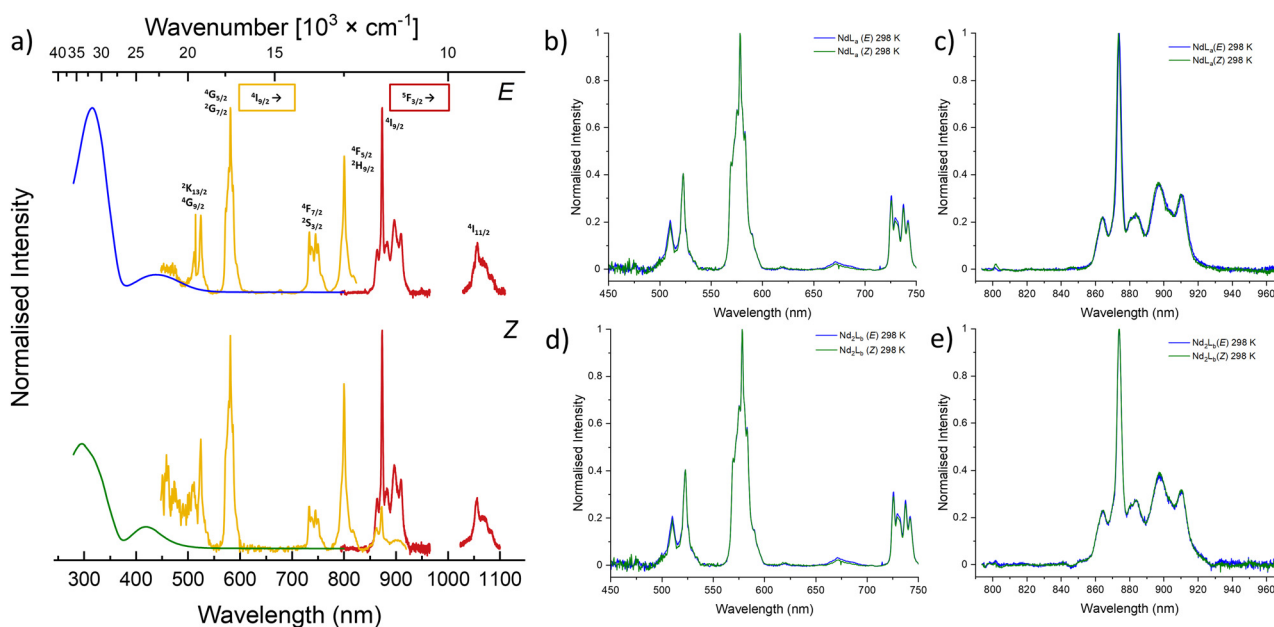 a)
Wavenumber [10³ × cm⁻¹]
40 35 30 25 20 15 10
E
⁴G₅/₂
²G₇/₂
⁴I₉/₂ →
⁵F₃/₂ →
⁴I₉/₂
⁴F₅/₂
²H₉/₂
²K₁₃/₂
⁴G₉/₂
⁴F₇/₂
²S₃/₂
⁴I₁₁/₂
Z
Normalised Intensity
300 400 500 600 700 800 900 1000 1100
Wavelength (nm)
b)
NdLₐ (E) 298 K
NdLₐ (Z) 298 K
1
0.8
0.6
0.4
0.2
0
Normalised Intensity
450 500 550 600 650 700 750
Wavelength (nm)
c)
NdLₐ(E) 298 K
NdLₐ(Z) 298 K
1
0.8
0.6
0.4
0.2
0
Normalised Intensity
800 820 840 860 880 900 920 940 960
Wavelength (nm)
d)
Nd₂L_b (E) 298 K
Nd₂L_b (Z) 298 K
1
0.8
0.6
0.4
0.2
0
Normalised Intensity
450 500 550 600 650 700 750
Wavelength (nm)
e)
Nd₂L_b(E) 298 K
Nd₂L_b(Z) 298 K
1
0.8
0.6
0.4
0.2
0
Normalised Intensity
800 820 840 860 880 900 920 940 960
Wavelength (nm)